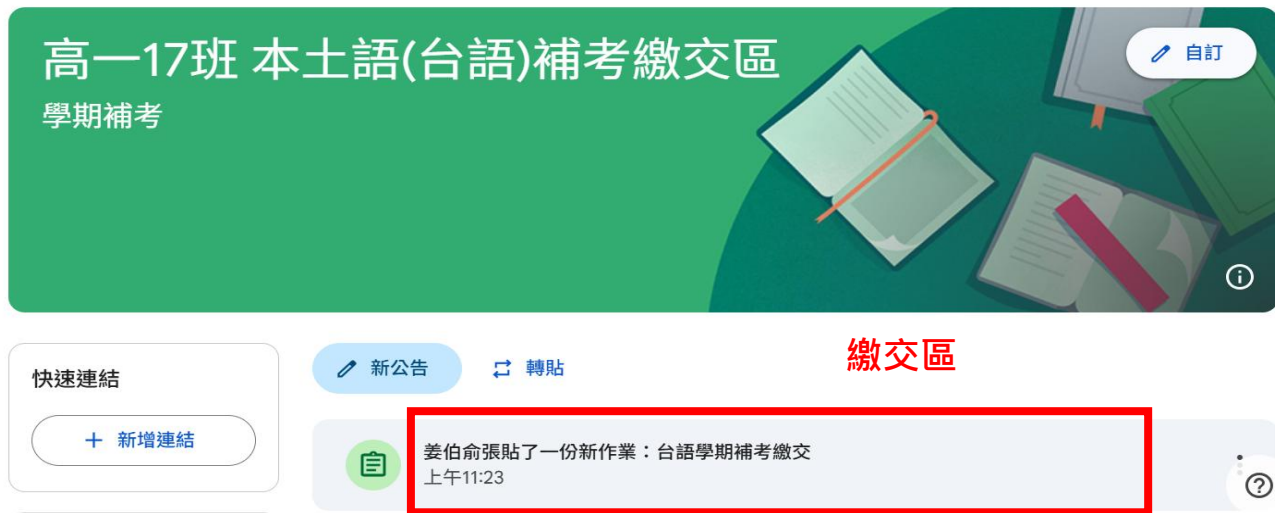 高一17班 本土語(台語)補考繳交區
自訂
學期補考
繳交區
快速連結
新公告
轉貼
新增連結
姜伯俞張貼了一份新作業：台語學期補考繳交
上午11:23